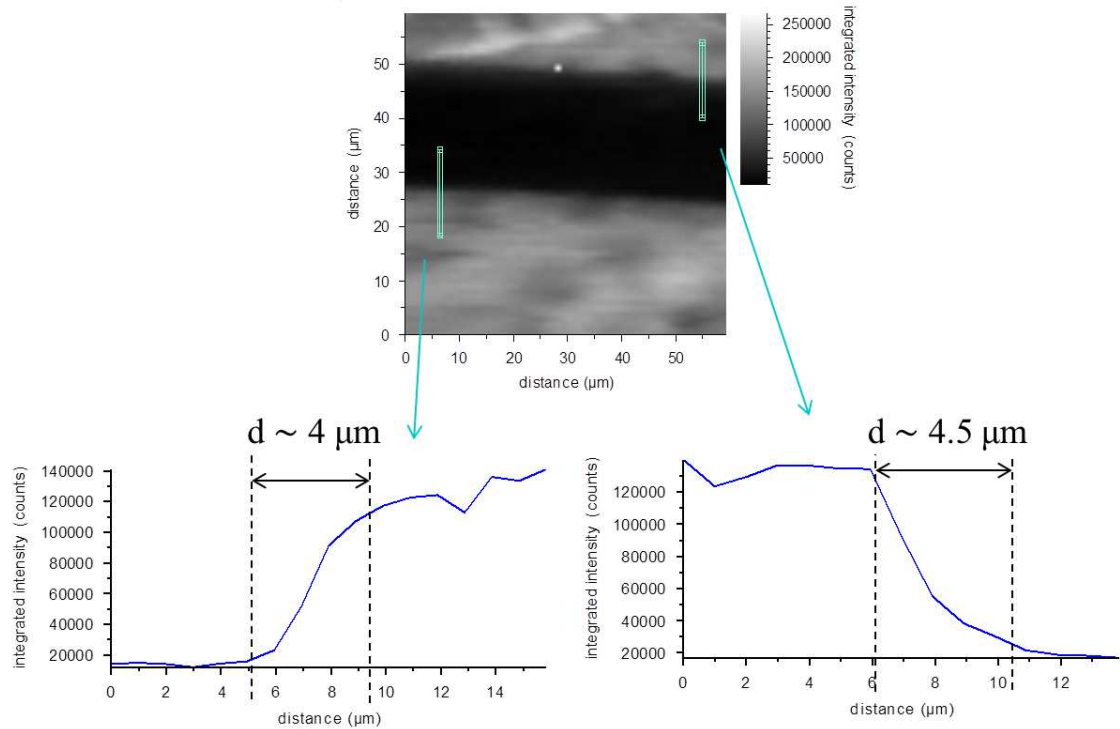 250000
200000
150000
100000
50000
integrated intensity (counts)
50
40
30
20
10
0
distance (µm)
0 10 20 30 40 50
distance (µm)
d ~ 4 µm
140000
120000
100000
80000
60000
40000
20000
integrated intensity (counts)
0 2 4 6 8 10 12 14
distance (µm)
d ~ 4.5 µm
120000
100000
80000
60000
40000
20000
integrated intensity (counts)
0 2 4 6 8 10 12
distance (µm)